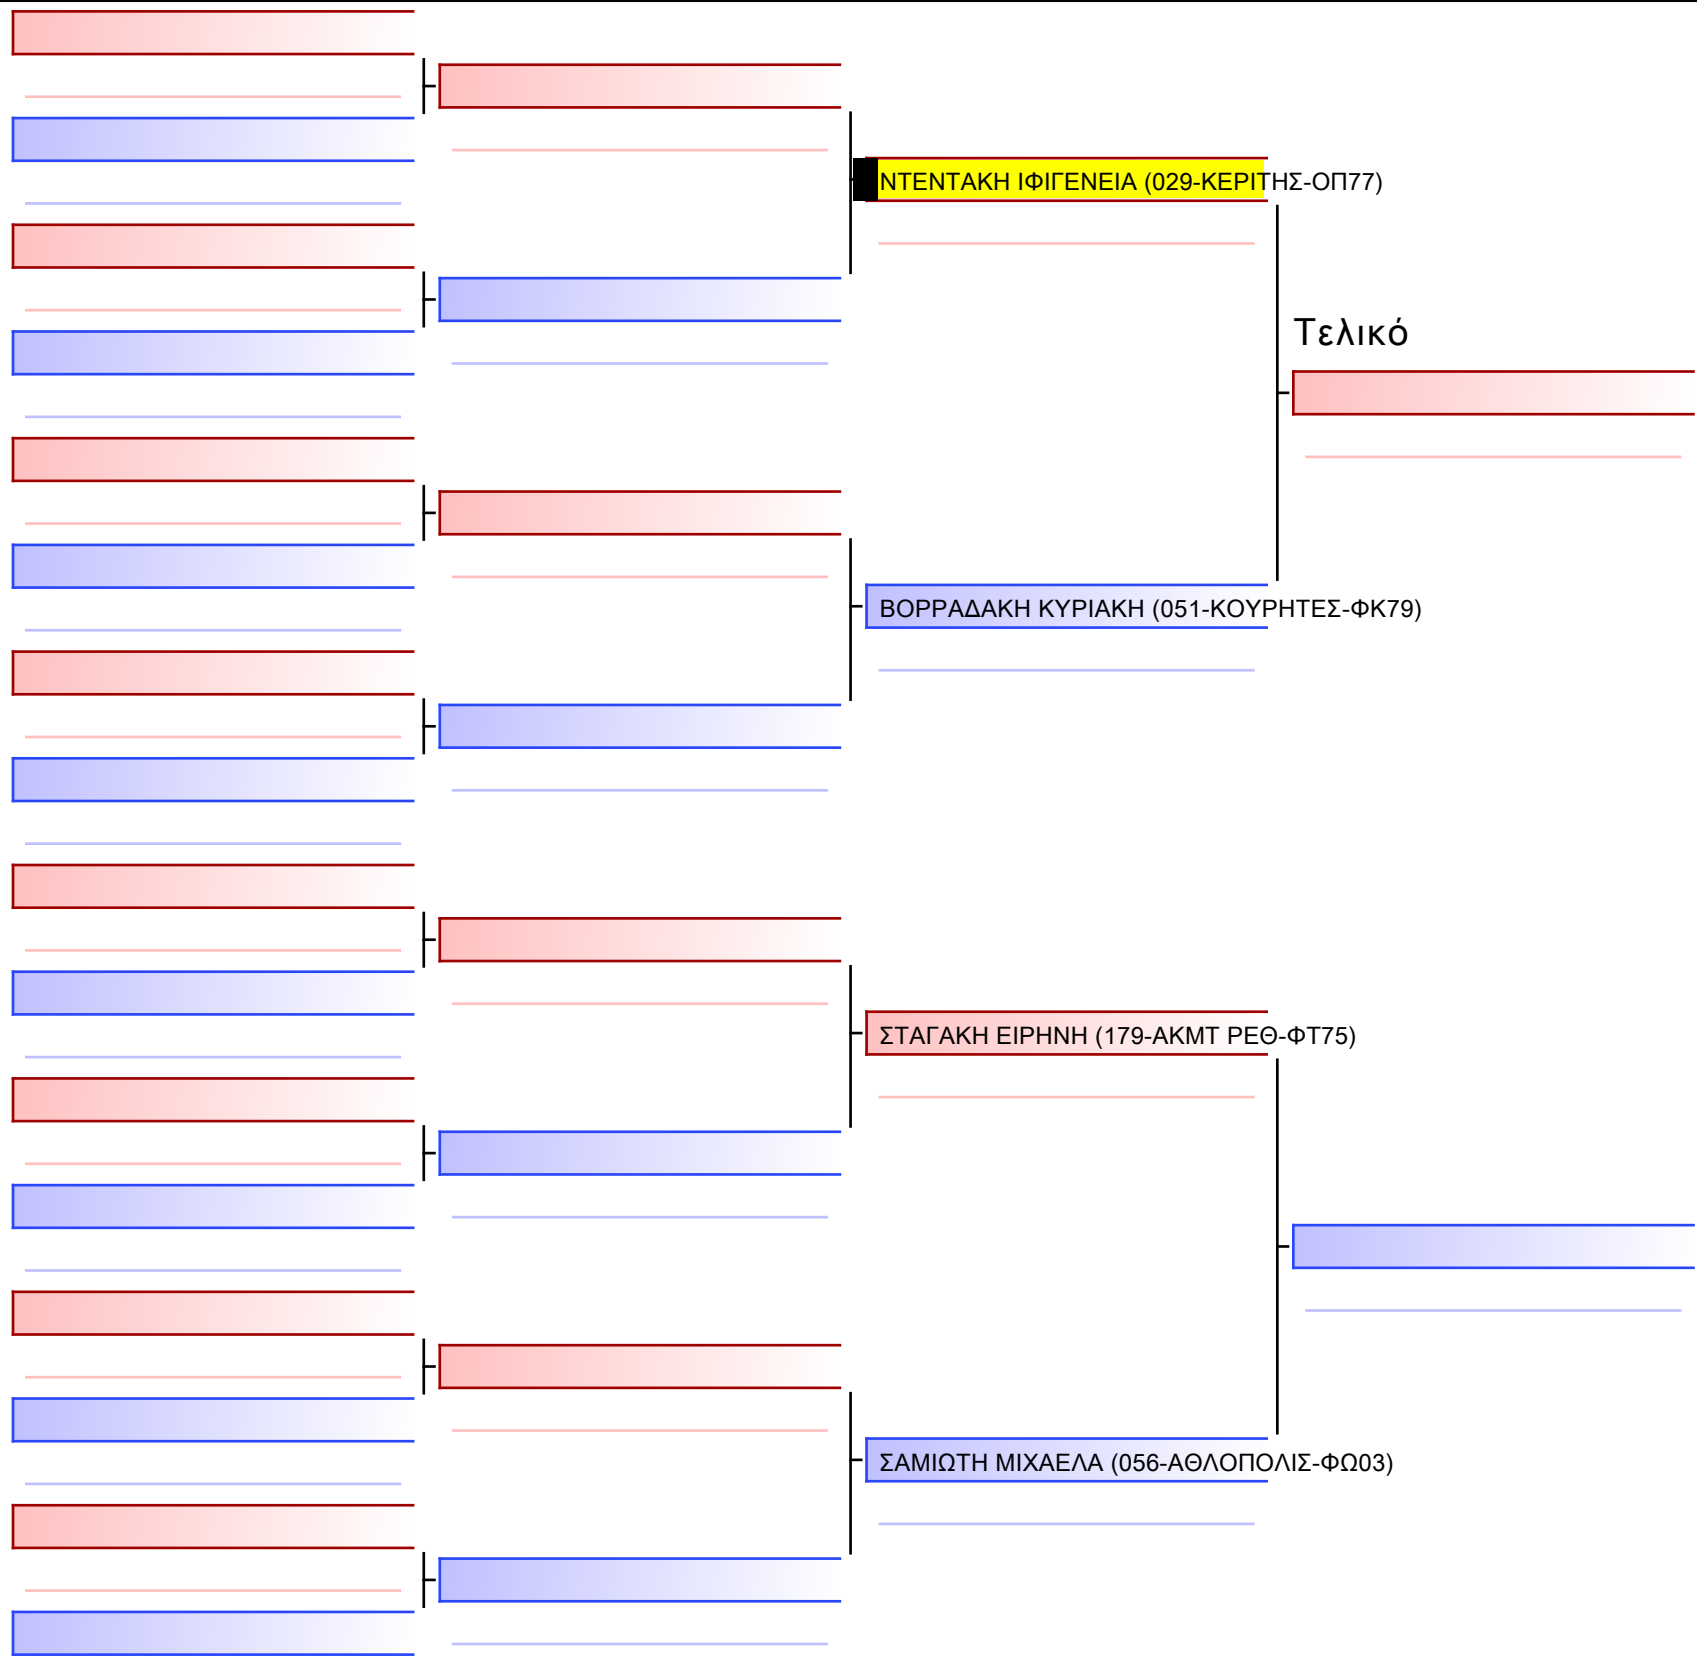 ΝΤΕΝΤΑΚΗ ΙΦΙΓΕΝΕΙΑ (029-ΚΕΡΙΤΗΣ-ΟΠ77)
Τελικό
ΒΟΡΡΑΔΑΚΗ ΚΥΡΙΑΚΗ (051-ΚΟΥΡΗΤΕΣ-ΦΚ79)
ΣΤΑΓΑΚΗ ΕΙΡΗΝΗ (179-ΑΚΜΤ ΡΕΘ-ΦΤ75)
ΣΑΜΙΩΤΗ ΜΙΧΑΕΛΑ (056-ΑΘΛΟΠΟΛΙΣ-ΦΩ03)